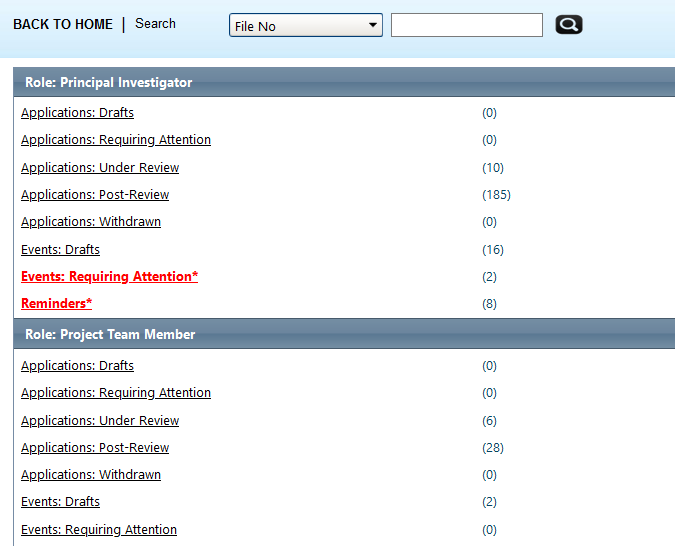 BACK TO HOME | Search File No
Role: Principal Investigator
Applications: Drafts (0)
Applications: Requiring Attention (0)
Applications: Under Review (10)
Applications: Post-Review (185)
Applications: Withdrawn (0)
Events: Drafts (16)
Events: Requiring Attention* (2)
Reminders* (8)
Role: Project Team Member
Applications: Drafts (0)
Applications: Requiring Attention (0)
Applications: Under Review (6)
Applications: Post-Review (28)
Applications: Withdrawn (0)
Events: Drafts (2)
Events: Requiring Attention (0)